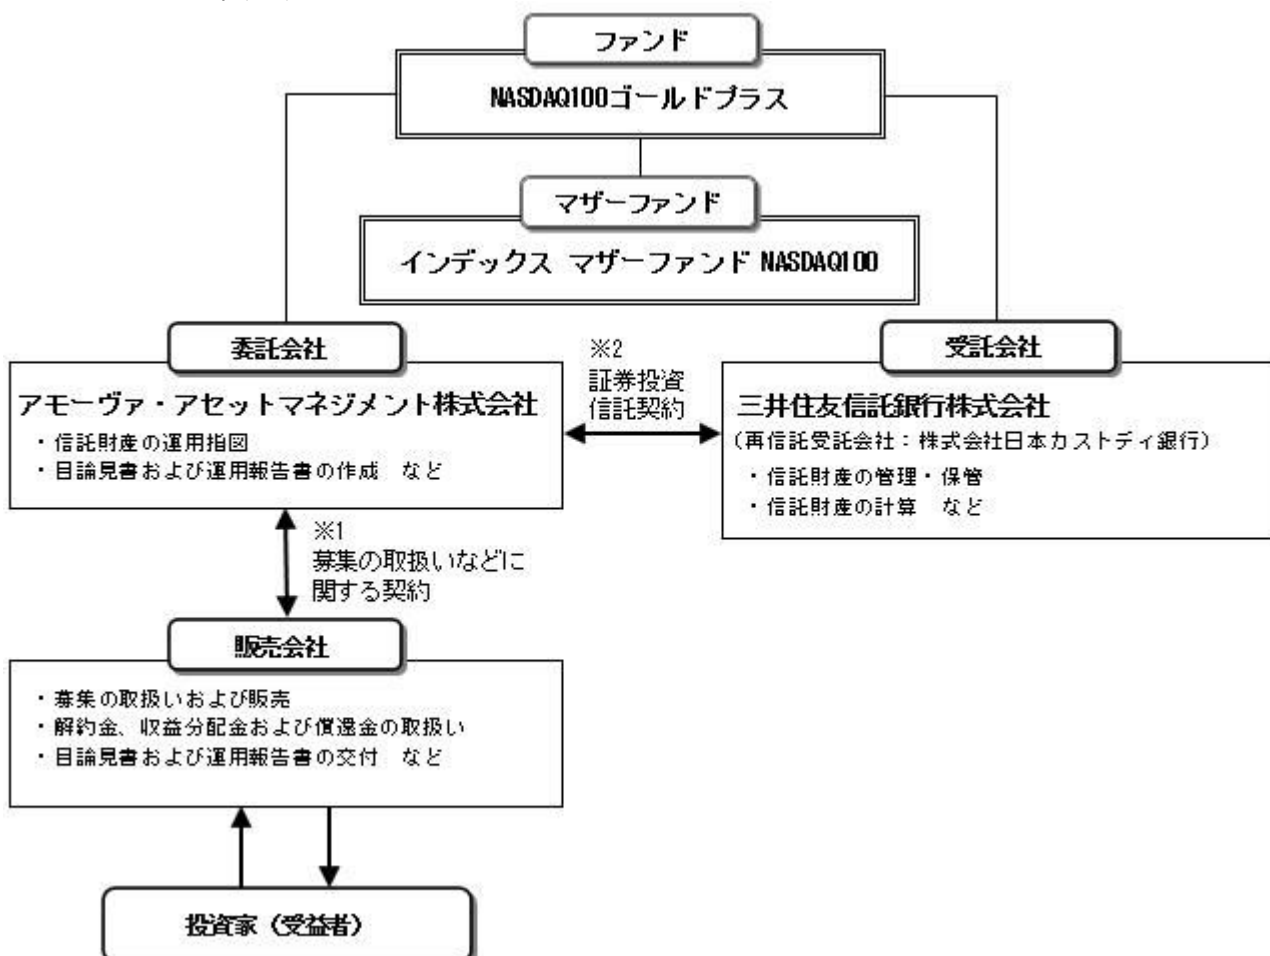 ファンド
NASDAQ100ゴールドプラス
マザーファンド
インデックス マザーファンド NASDAQ100
委託会社
アモーヴァ・アセットマネジメント株式会社
・信託財産の運用指図
・目論見書および運用報告書の作成　など
※2
証券投資
信託契約
受託会社
三井住友信託銀行株式会社
(再信託受託会社：株式会社日本カストディ銀行)
・信託財産の管理・保管
・信託財産の計算　など
※1
募集の取扱いなどに
関する契約
販売会社
・募集の取扱いおよび販売
・解約金、収益分配金および償還金の取扱い
・目論見書および運用報告書の交付　など
投資家（受益者）